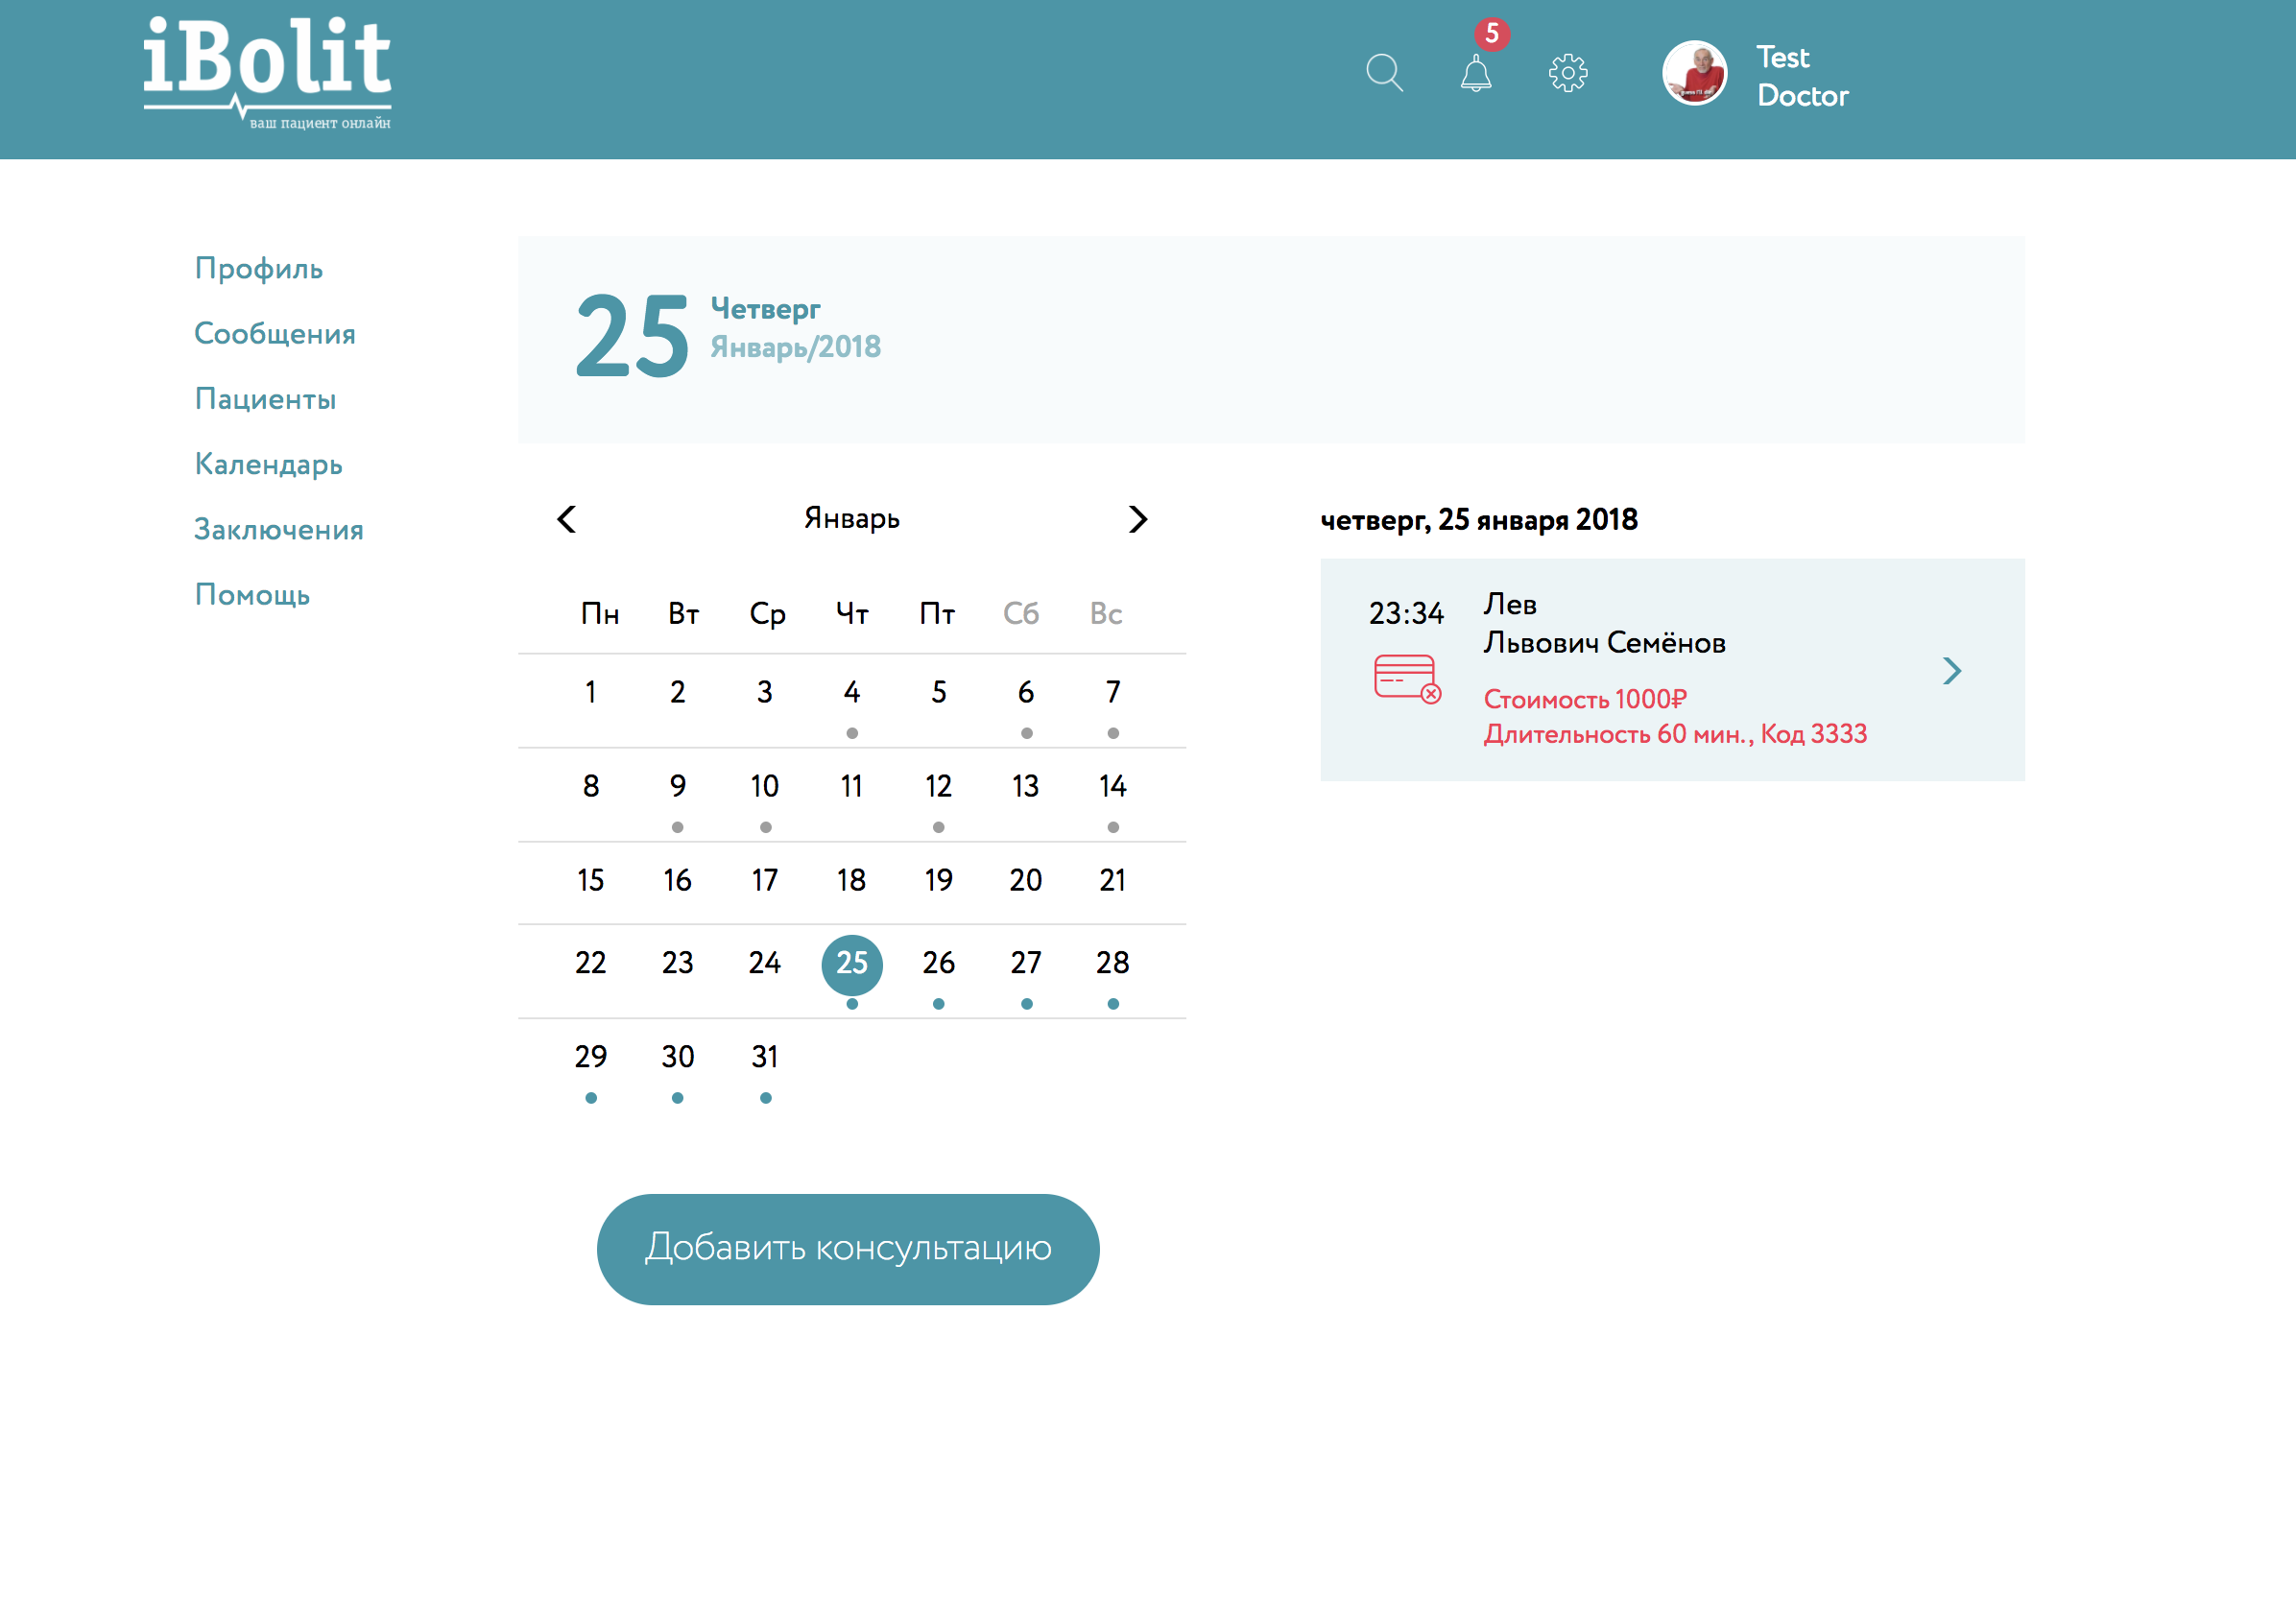 iBolit
ваш пациент онлайн
5
Test
Doctor
Профиль
Сообщения
Пациенты
Календарь
Заключения
Помощь
25
Четверг
Январь/2018
Январь
Пн Вт Ср Чт Пт Сб Вс
1 2 3 4 5 6 7
8 9 10 11 12 13 14
15 16 17 18 19 20 21
22 23 24 25 26 27 28
29 30 31
Добавить консультацию
четверг, 25 января 2018
23:34
Лев
Львович Семёнов
Стоимость 1000₽
Длительность 60 мин., Код 3333